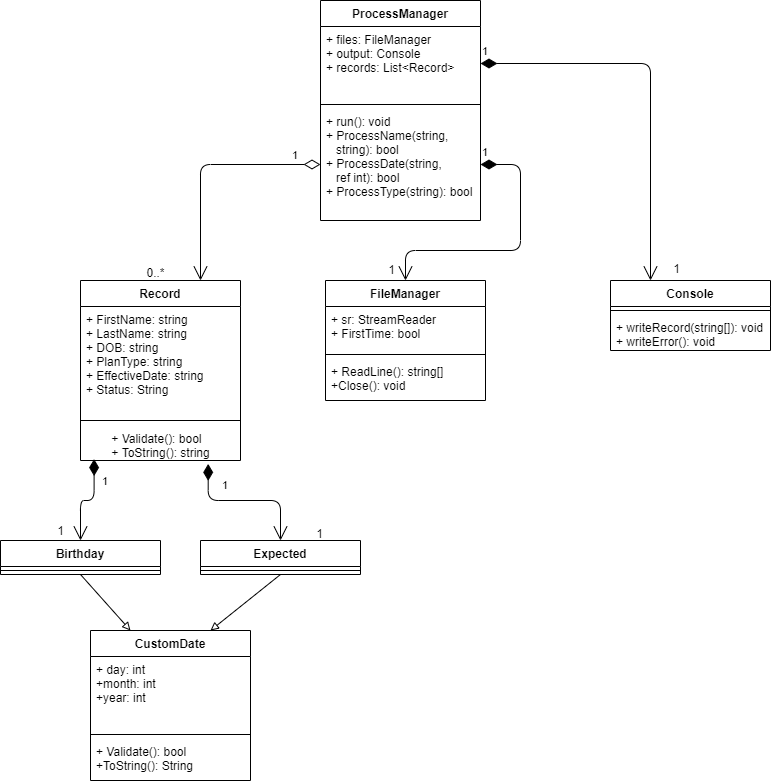 ProcessManager
+ files: FileManager
+ output: Console
+ records: List<Record>
+ run(): void
+ ProcessName(string,
string): bool
+ ProcessDate(string,
ref int): bool
+ ProcessType(string): bool
1
1
1
0..*
1
1
Record
+ FirstName: string
+ LastName: string
+ DOB: string
+ PlanType: string
+ EffectiveDate: string
+ Status: String
+ Validate(): bool
+ ToString(): string
FileManager
+ sr: StreamReader
+ FirstTime: bool
+ ReadLine(): string[]
+Close(): void
Console
+ writeRecord(string[]): void
+ writeError(): void
1
1
1
1
Birthday
Expected
CustomDate
+ day: int
+month: int
+year: int
+ Validate(): bool
+ToString(): String